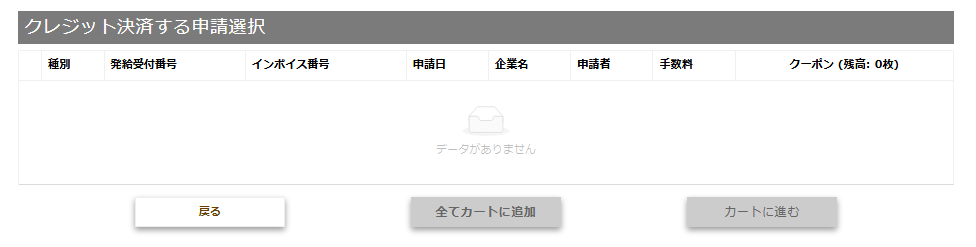 クレジット決済する申請選択
種別 発給受付番号 インボイス番号 申請日 企業名 申請者 手数料 クーポン (残高: 0枚)
データがありません
戻る 全てカートに追加 カートに進む